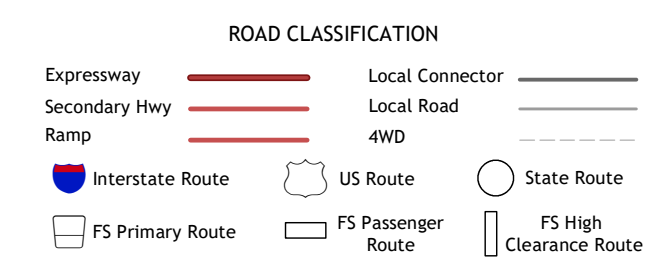 ROAD CLASSIFICATION
Expressway
Local Connector
Secondary Hwy
Local Road
Ramp
4WD
Interstate Route
US Route
State Route
FS Primary Route
FS Passenger
Route
FS High
Clearance Route